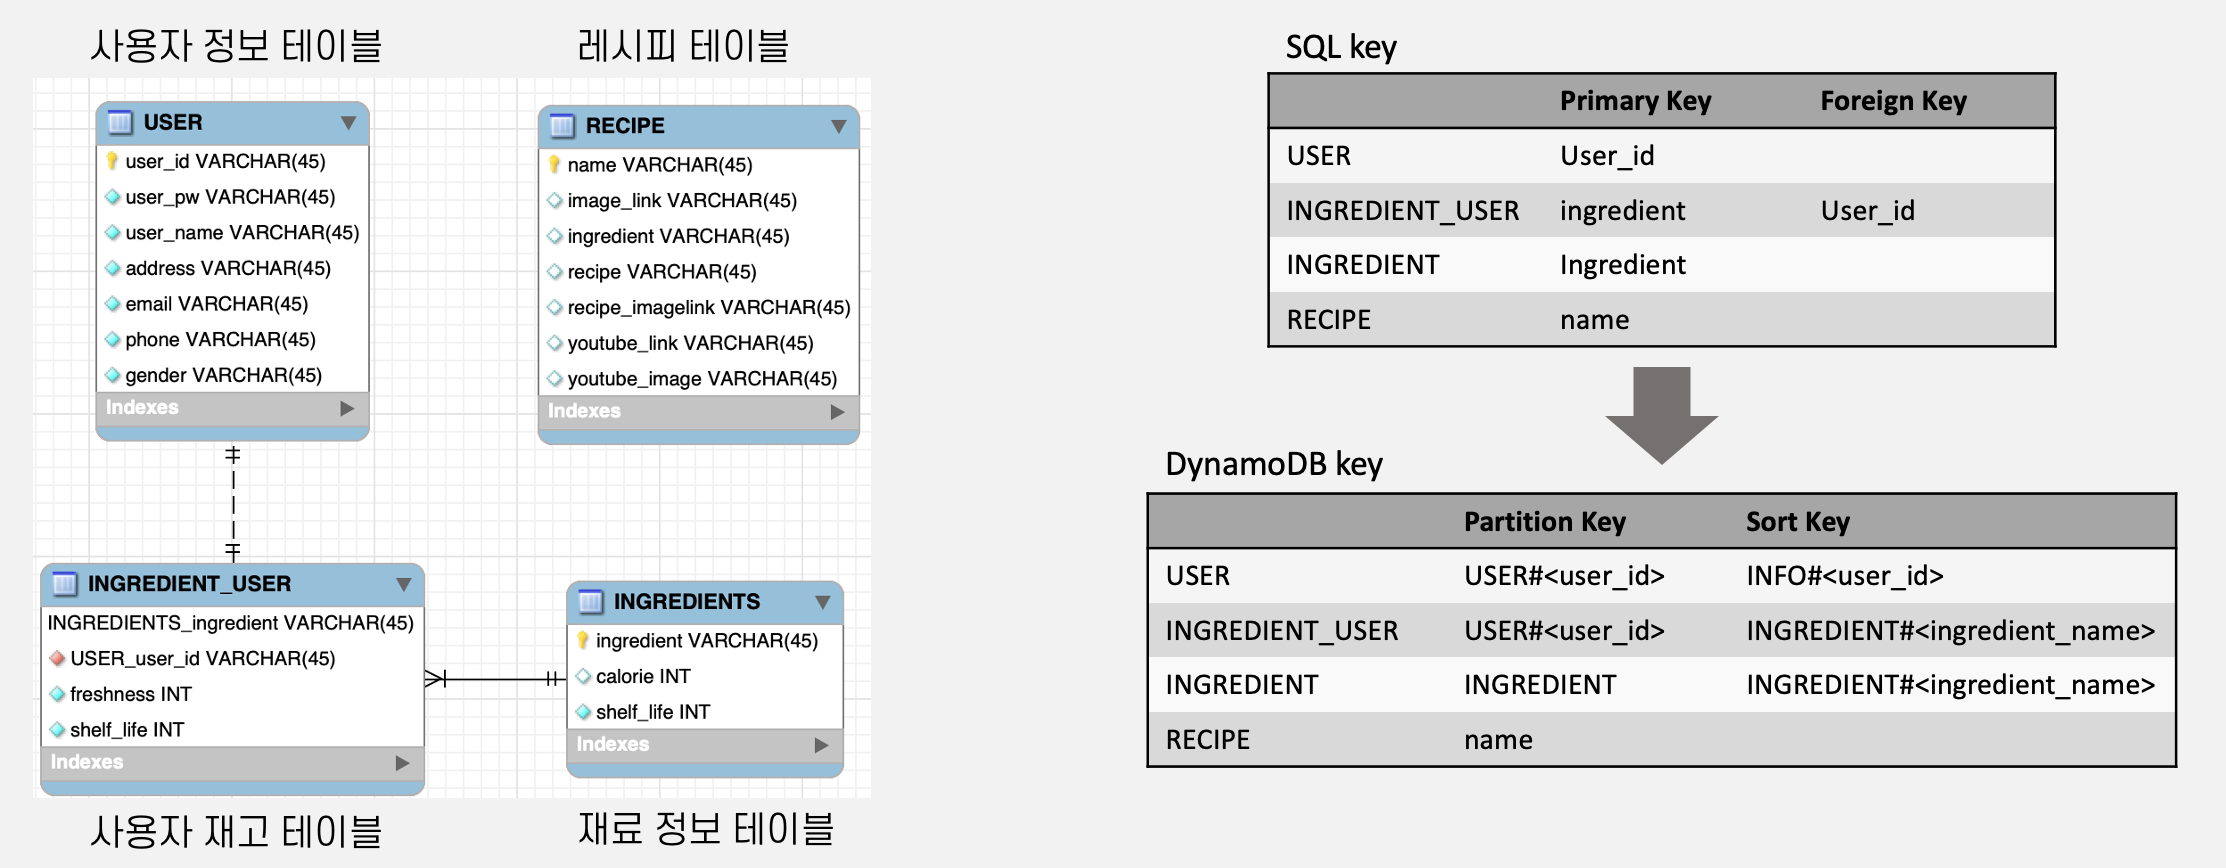 사용자 정보 테이블
USER
user_id VARCHAR(45)
user_pw VARCHAR(45)
user_name VARCHAR(45)
address VARCHAR(45)
email VARCHAR(45)
phone VARCHAR(45)
gender VARCHAR(45)
Indexes
레시피 테이블
RECIPE
name VARCHAR(45)
image_link VARCHAR(45)
ingredient VARCHAR(45)
recipe VARCHAR(45)
recipe_imagelink VARCHAR(45)
youtube_link VARCHAR(45)
youtube_image VARCHAR(45)
Indexes
INGREDIENT_USER
INGREDIENTS_ingredient VARCHAR(45)
USER_user_id VARCHAR(45)
freshness INT
shelf_life INT
Indexes
사용자 재고 테이블
INGREDIENTS
ingredient VARCHAR(45)
calorie INT
shelf_life INT
Indexes
재료 정보 테이블
SQL key
Primary Key Foreign Key
USER User_id
INGREDIENT_USER ingredient User_id
INGREDIENT Ingredient
RECIPE name
DynamoDB key
Partition Key Sort Key
USER USER#<user_id> INFO#<user_id>
INGREDIENT_USER USER#<user_id> INGREDIENT#<ingredient_name>
INGREDIENT INGREDIENT INGREDIENT#<ingredient_name>
RECIPE name